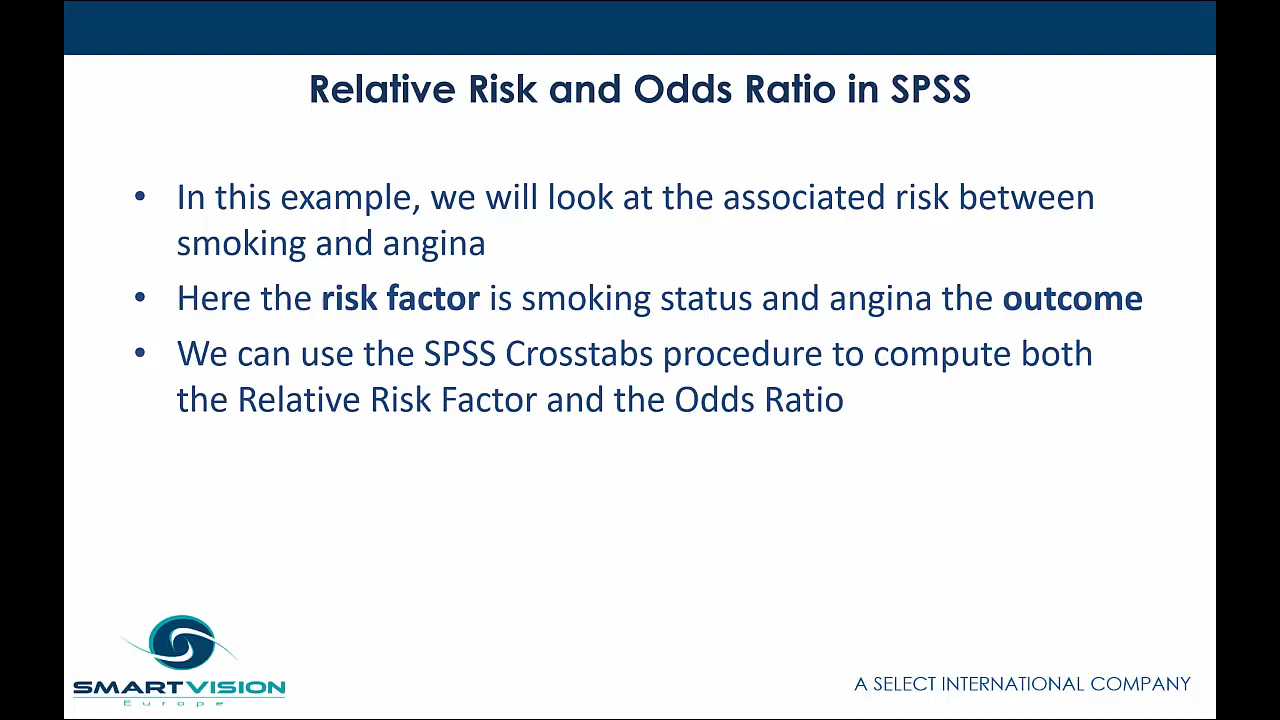 Relative Risk and Odds Ratio in SPSS
• In this example, we will look at the associated risk between
smoking and angina
• Here the risk factor is smoking status and angina the outcome
• We can use the SPSS Crosstabs procedure to compute both
the Relative Risk Factor and the Odds Ratio
SMARTVISION
Europe
A SELECT INTERNATIONAL COMPANY